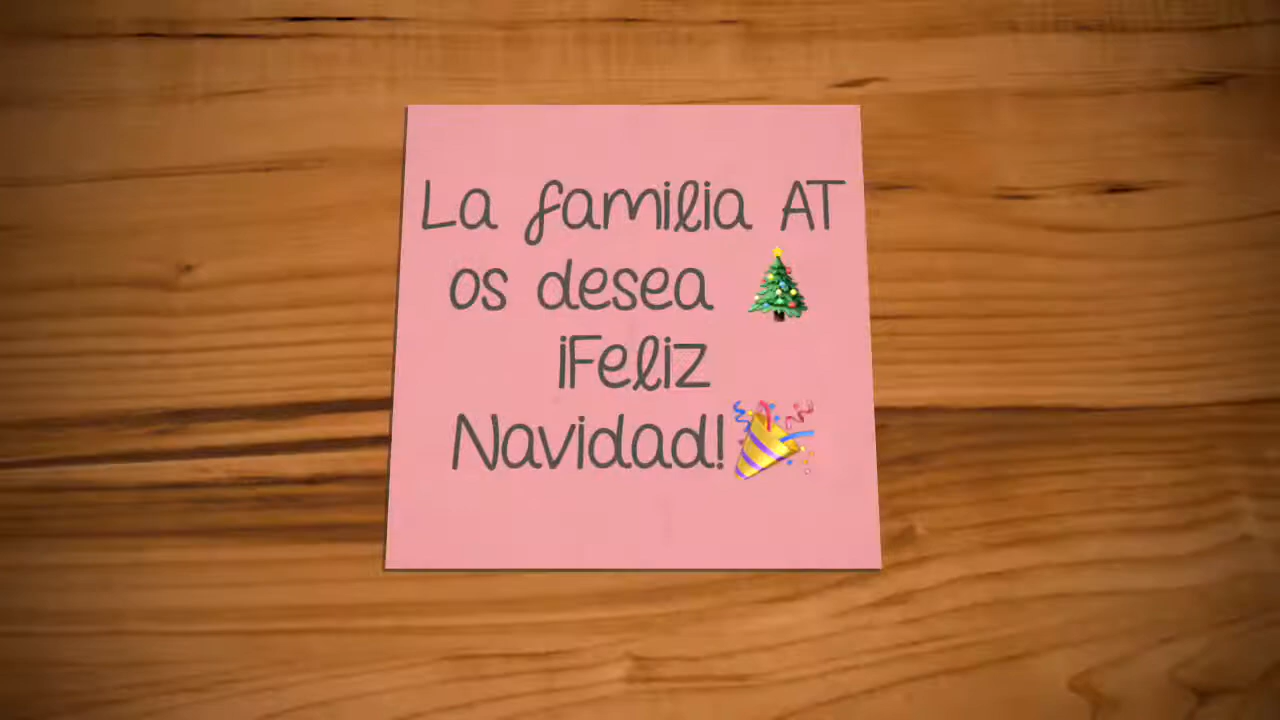 La familia AT
os desea 🎄
¡Feliz
Navidad!🎉